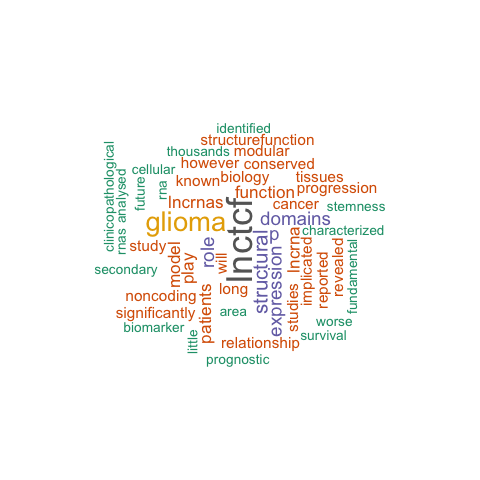 identified
structurefunction
thousands modular
however conserved
cellular biology tissues
known function progression
rna lncrnas cancer stemness
future
clinicopathological
rnas analysed
glioma lnctcf domains
characterized
study role structural p
secondary model play will expression lncrna implicated reported revealed fundamental
noncoding long
significantly patients area studies
biomarker worse
little relationship survival
prognostic